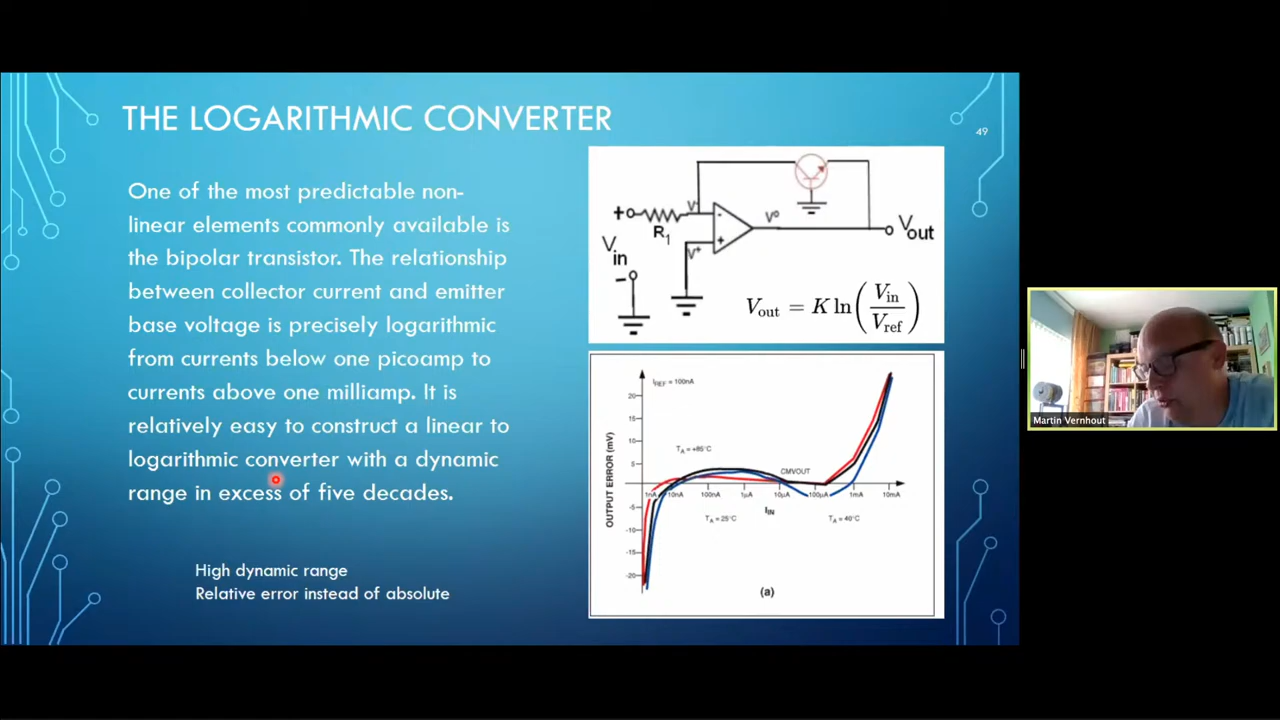 THE LOGARITHMIC CONVERTER
49
One of the most predictable non-
linear elements commonly available is
the bipolar transistor. The relationship
between collector current and emitter
base voltage is precisely logarithmic
from currents below one picoamp to
currents above one milliamp. It is
relatively easy to construct a linear to
logarithmic converter with a dynamic
range in excess of five decades.
High dynamic range
Relative error instead of absolute
+
R1
V-
-
+
V+
Vo
Vout
Vin
-
Vout = K ln(Vin/Vref)
IREF = 100nA
OUTPUT ERROR (mV)
20
15
10
5
0
-5
-10
-15
-20
TA = +85°C
CMVOUT
1nA 10nA 100nA 1µA 10µA 100µA 1mA 10mA
IIN
TA = 25°C
TA = 40°C
(a)
Martin Vernhout